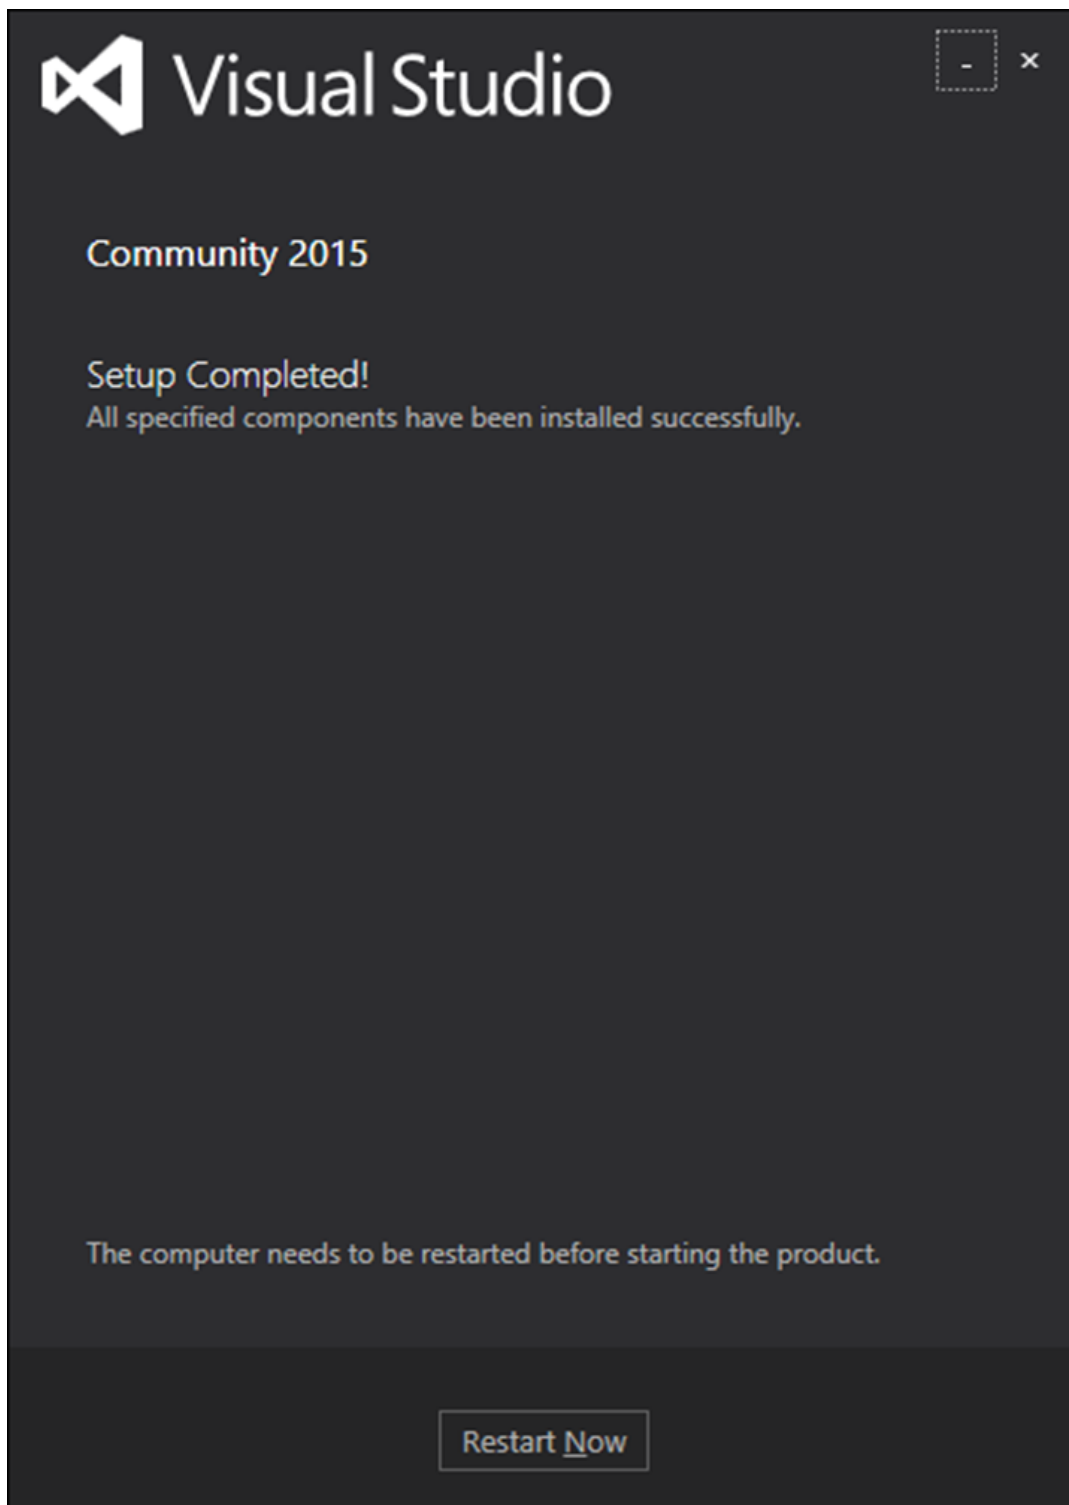 Visual Studio
Community 2015
Setup Completed!
All specified components have been installed successfully.
The computer needs to be restarted before starting the product.
Restart Now